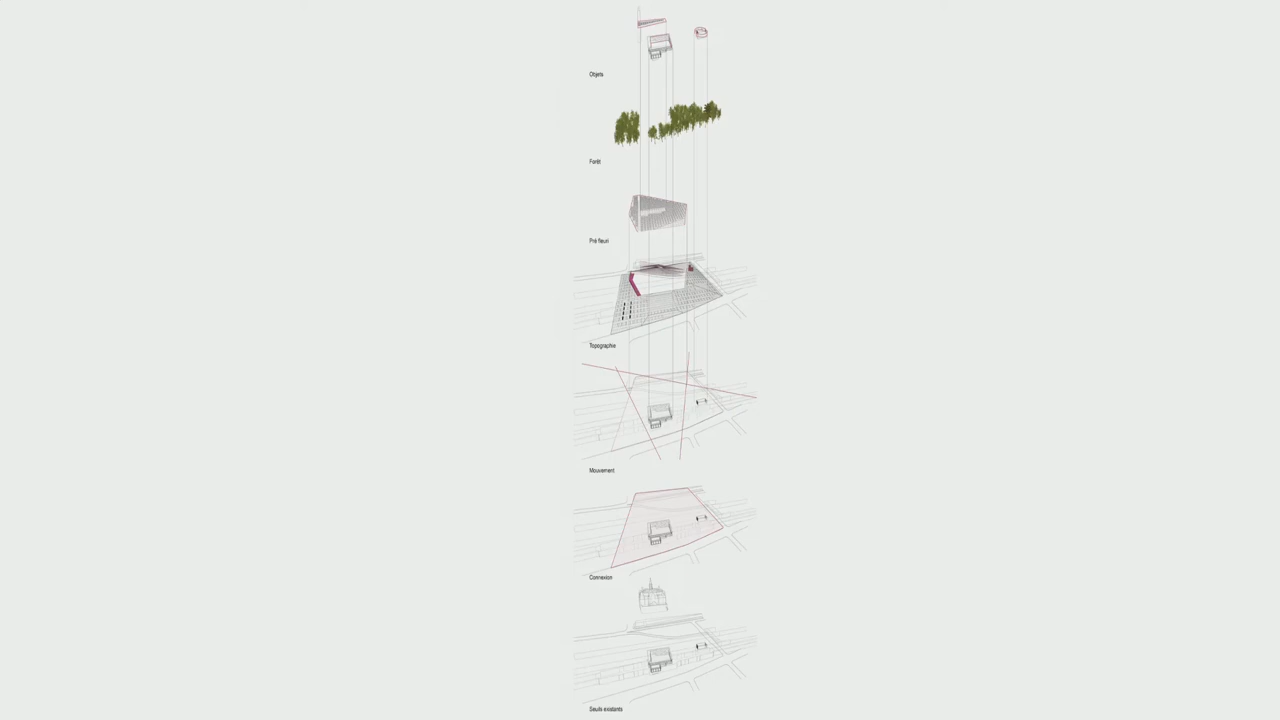 Objets
Forêt
Pré fleuri
Topographie
Mouvement
Connexion
Seuils existants